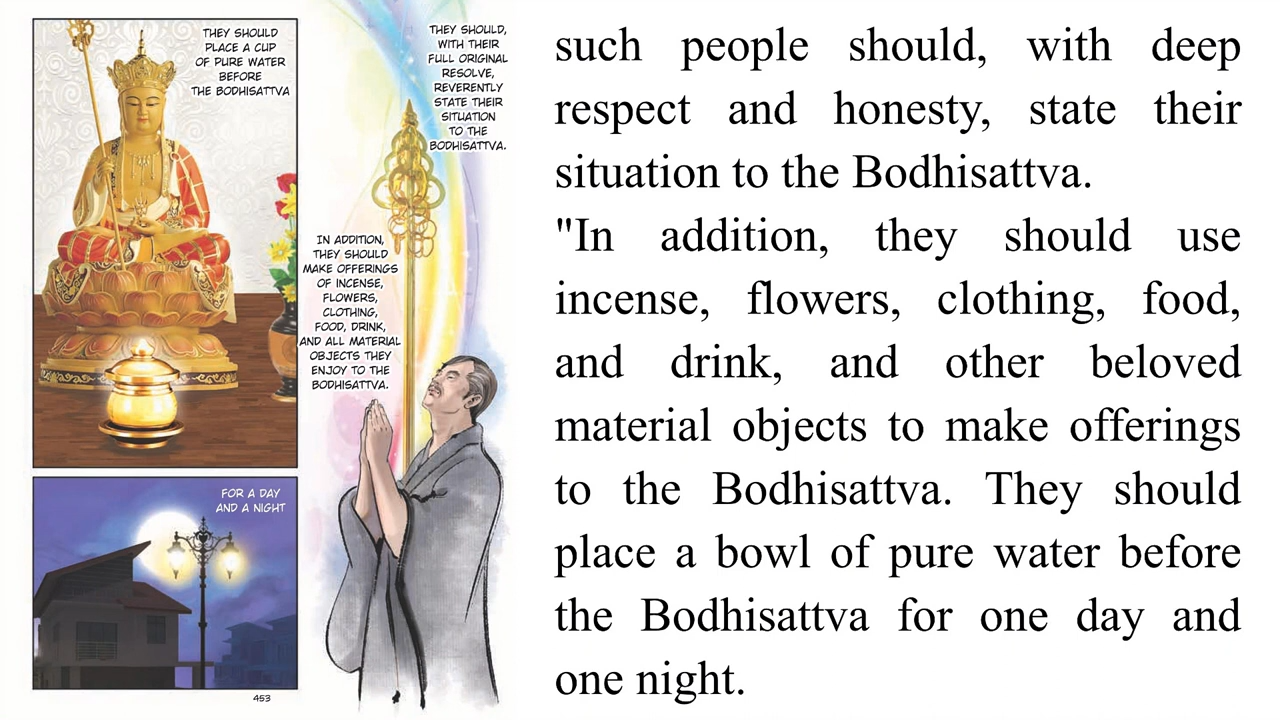 THEY SHOULD
PLACE A CUP
OF PURE WATER
BEFORE
THE BODHISATTVA
THEY SHOULD,
WITH THEIR
FULL ORIGINAL
RESOLVE,
REVERENTLY
STATE THEIR
SITUATION
TO THE
BODHISATTVA.
IN ADDITION,
THEY SHOULD
MAKE OFFERINGS
OF INCENSE,
FLOWERS,
CLOTHING,
FOOD, DRINK,
AND ALL MATERIAL
OBJECTS THEY
ENJOY TO THE
BODHISATTVA.
FOR A DAY
AND A NIGHT
453
such people should, with deep
respect and honesty, state their
situation to the Bodhisattva.
"In addition, they should use
incense, flowers, clothing, food,
and drink, and other beloved
material objects to make offerings
to the Bodhisattva. They should
place a bowl of pure water before
the Bodhisattva for one day and
one night.